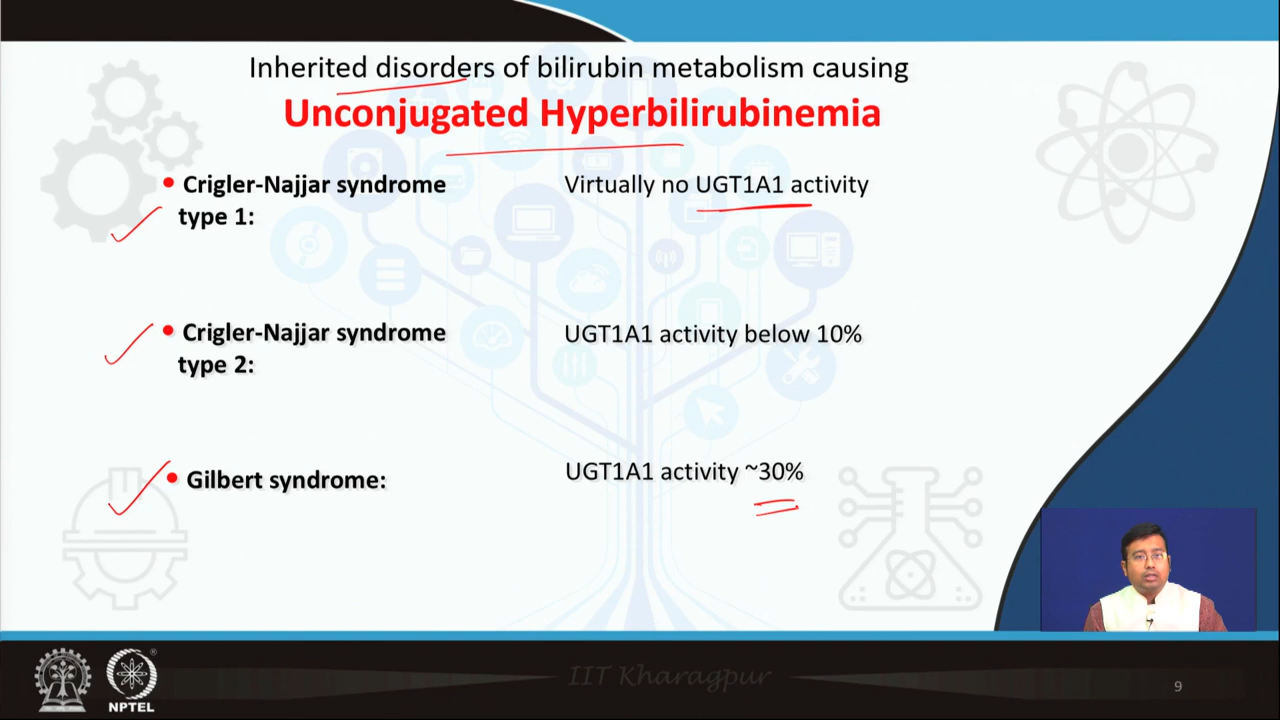 Inherited disorders of bilirubin metabolism causing
Unconjugated Hyperbilirubinemia
• Crigler-Najjar syndrome
type 1:
Virtually no UGT1A1 activity
• Crigler-Najjar syndrome
type 2:
UGT1A1 activity below 10%
• Gilbert syndrome:
UGT1A1 activity ~30%
NPTEL
®
IIT Kharagpur
9